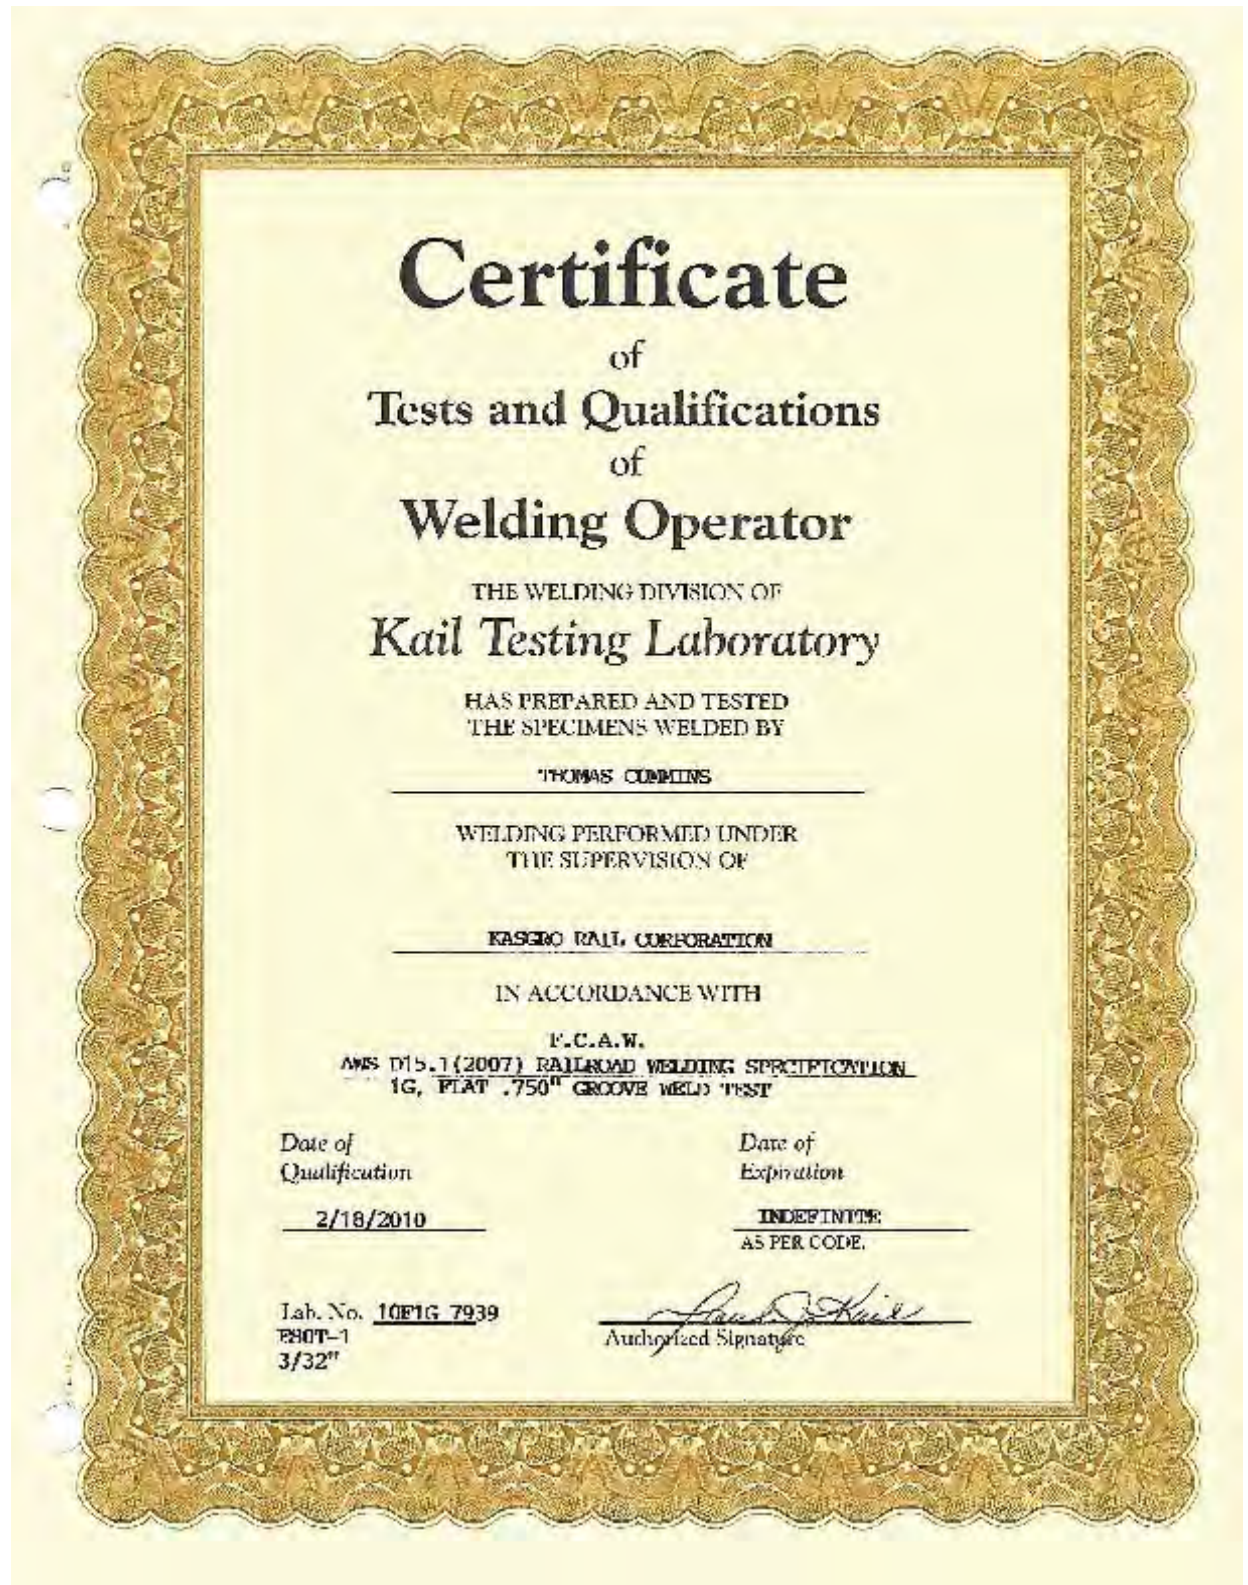 Certificate
of
Tests and Qualifications
of
Welding Operator
THE WELDING DIVISION OF
Kail Testing Laboratory
HAS PREPARED AND TESTED
THE SPECIMENS WELDED BY
THOMAS CUMMINS
WELDING PERFORMED UNDER
THE SUPERVISION OF
KASGRO RAIL CORPORATION
IN ACCORDANCE WITH
F.C.A.W.
AWS D15.1(2007) RAILROAD WELDING SPECIFICATION
1G, FLAT .750" GROOVE WELD TEST
Date of Date of
Qualification Expiration
2/18/2010 INDEFINITE
AS PER CODE.
Lab. No. 10F1G 7939
3/32"
Authorized Signature